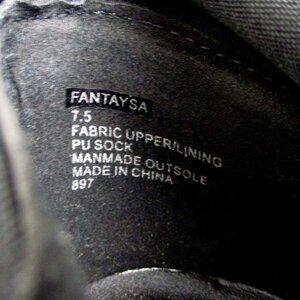 FANTAYSA
7.5
FABRIC UPPER/LINING
PU SOCK
MANMADE OUTSOLE
MADE IN CHINA
897